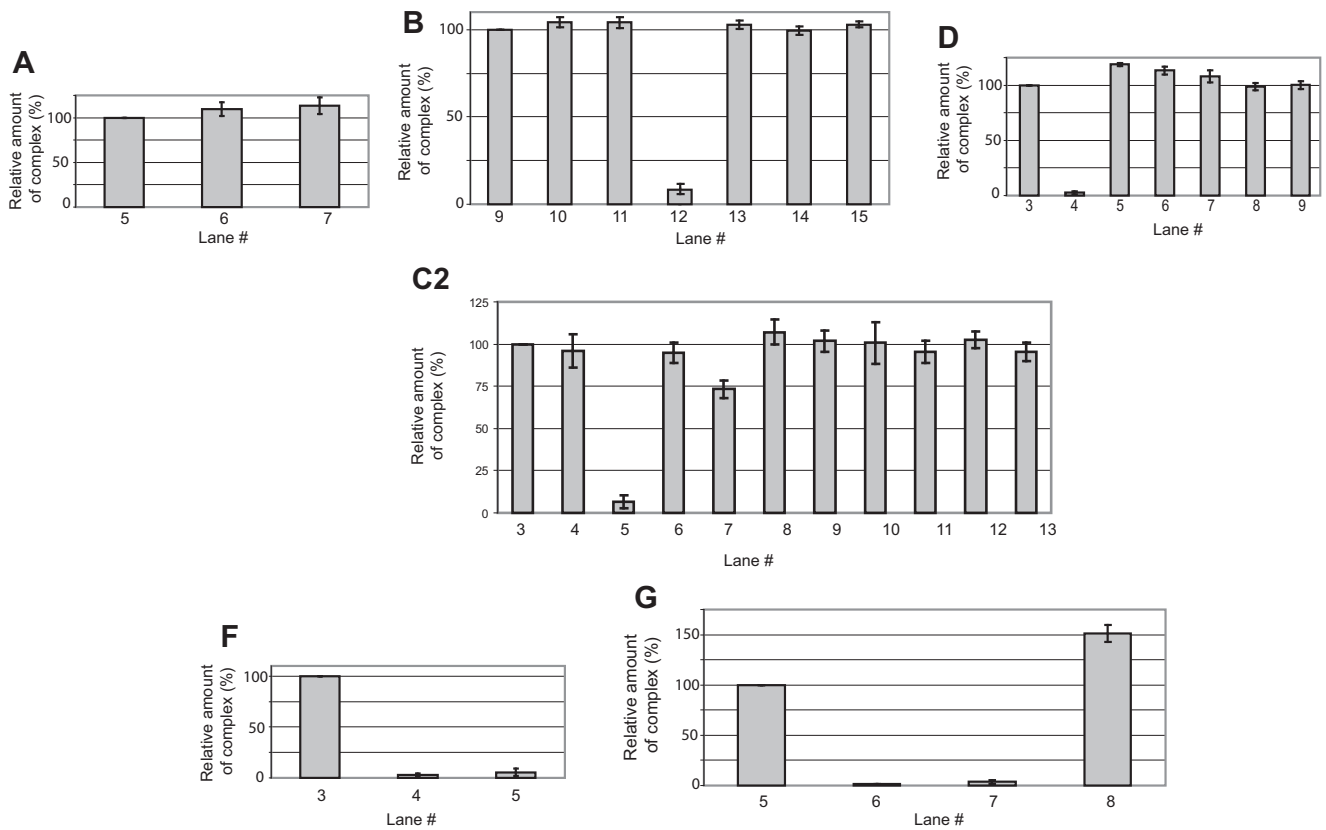 A
Relative amount
of complex (%)
100
50
0
5 6 7
Lane #
B
Relative amount
of complex (%)
100
50
0
9 10 11 12 13 14 15
Lane #
D
Relative amount
of complex (%)
100
50
0
3 4 5 6 7 8 9
Lane #
C2
Relative amount
of complex (%)
125
100
75
50
25
0
3 4 5 6 7 8 9 10 11 12 13
Lane #
F
Relative amount
of complex (%)
100
50
0
3 4 5
Lane #
G
Relative amount
of complex (%)
150
100
50
0
5 6 7 8
Lane #